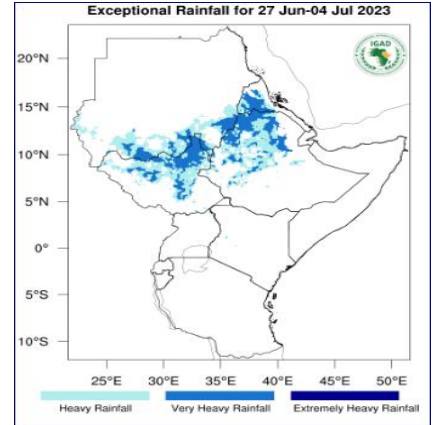 Exceptional Rainfall for 27 Jun-04 Jul 2023
IGAD
20°N
15°N
10°N
5°N
0°
5°S
10°S
25°E 30°E 35°E 40°E 45°E 50°E
Heavy Rainfall Very Heavy Rainfall Extremely Heavy Rainfall